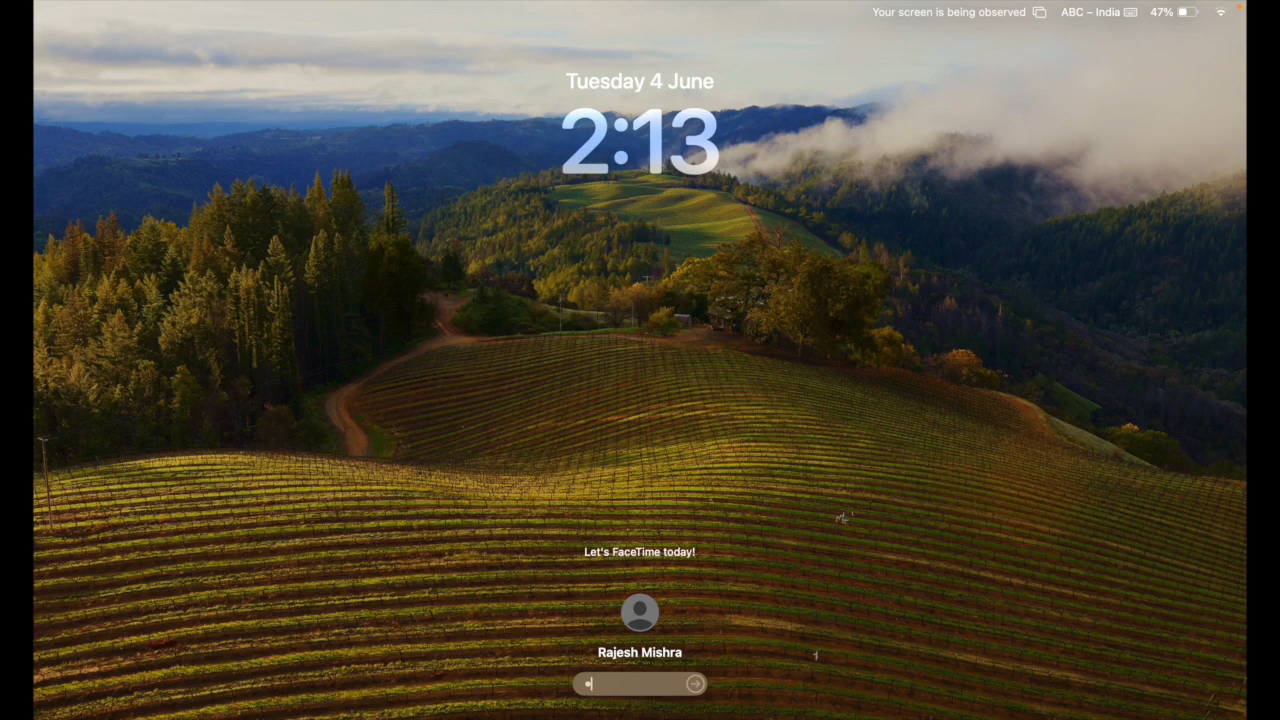 Your screen is being observed ABC – India 47%
Tuesday 4 June
2:13
Let's FaceTime today!
Rajesh Mishra